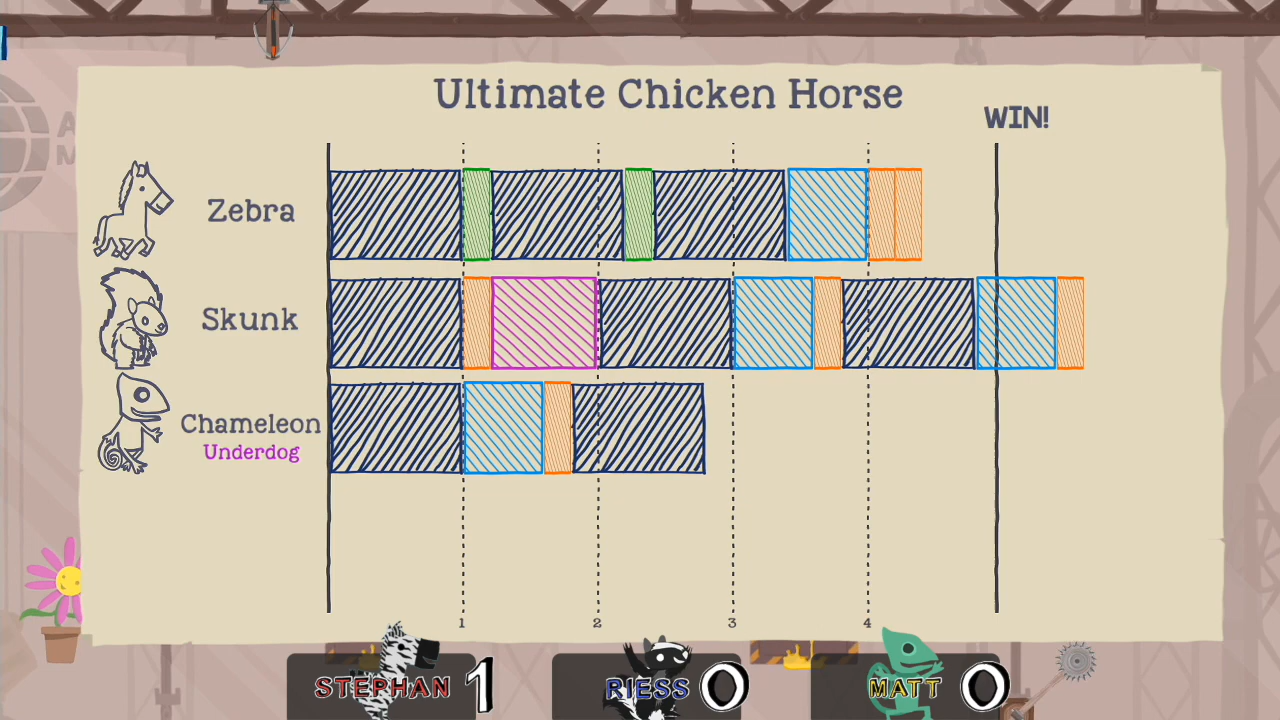 Ultimate Chicken Horse
WIN!
Zebra
Skunk
Chameleon
Underdog
1 2 3 4
STEPHAN 1 RIESS 0 MATT 0